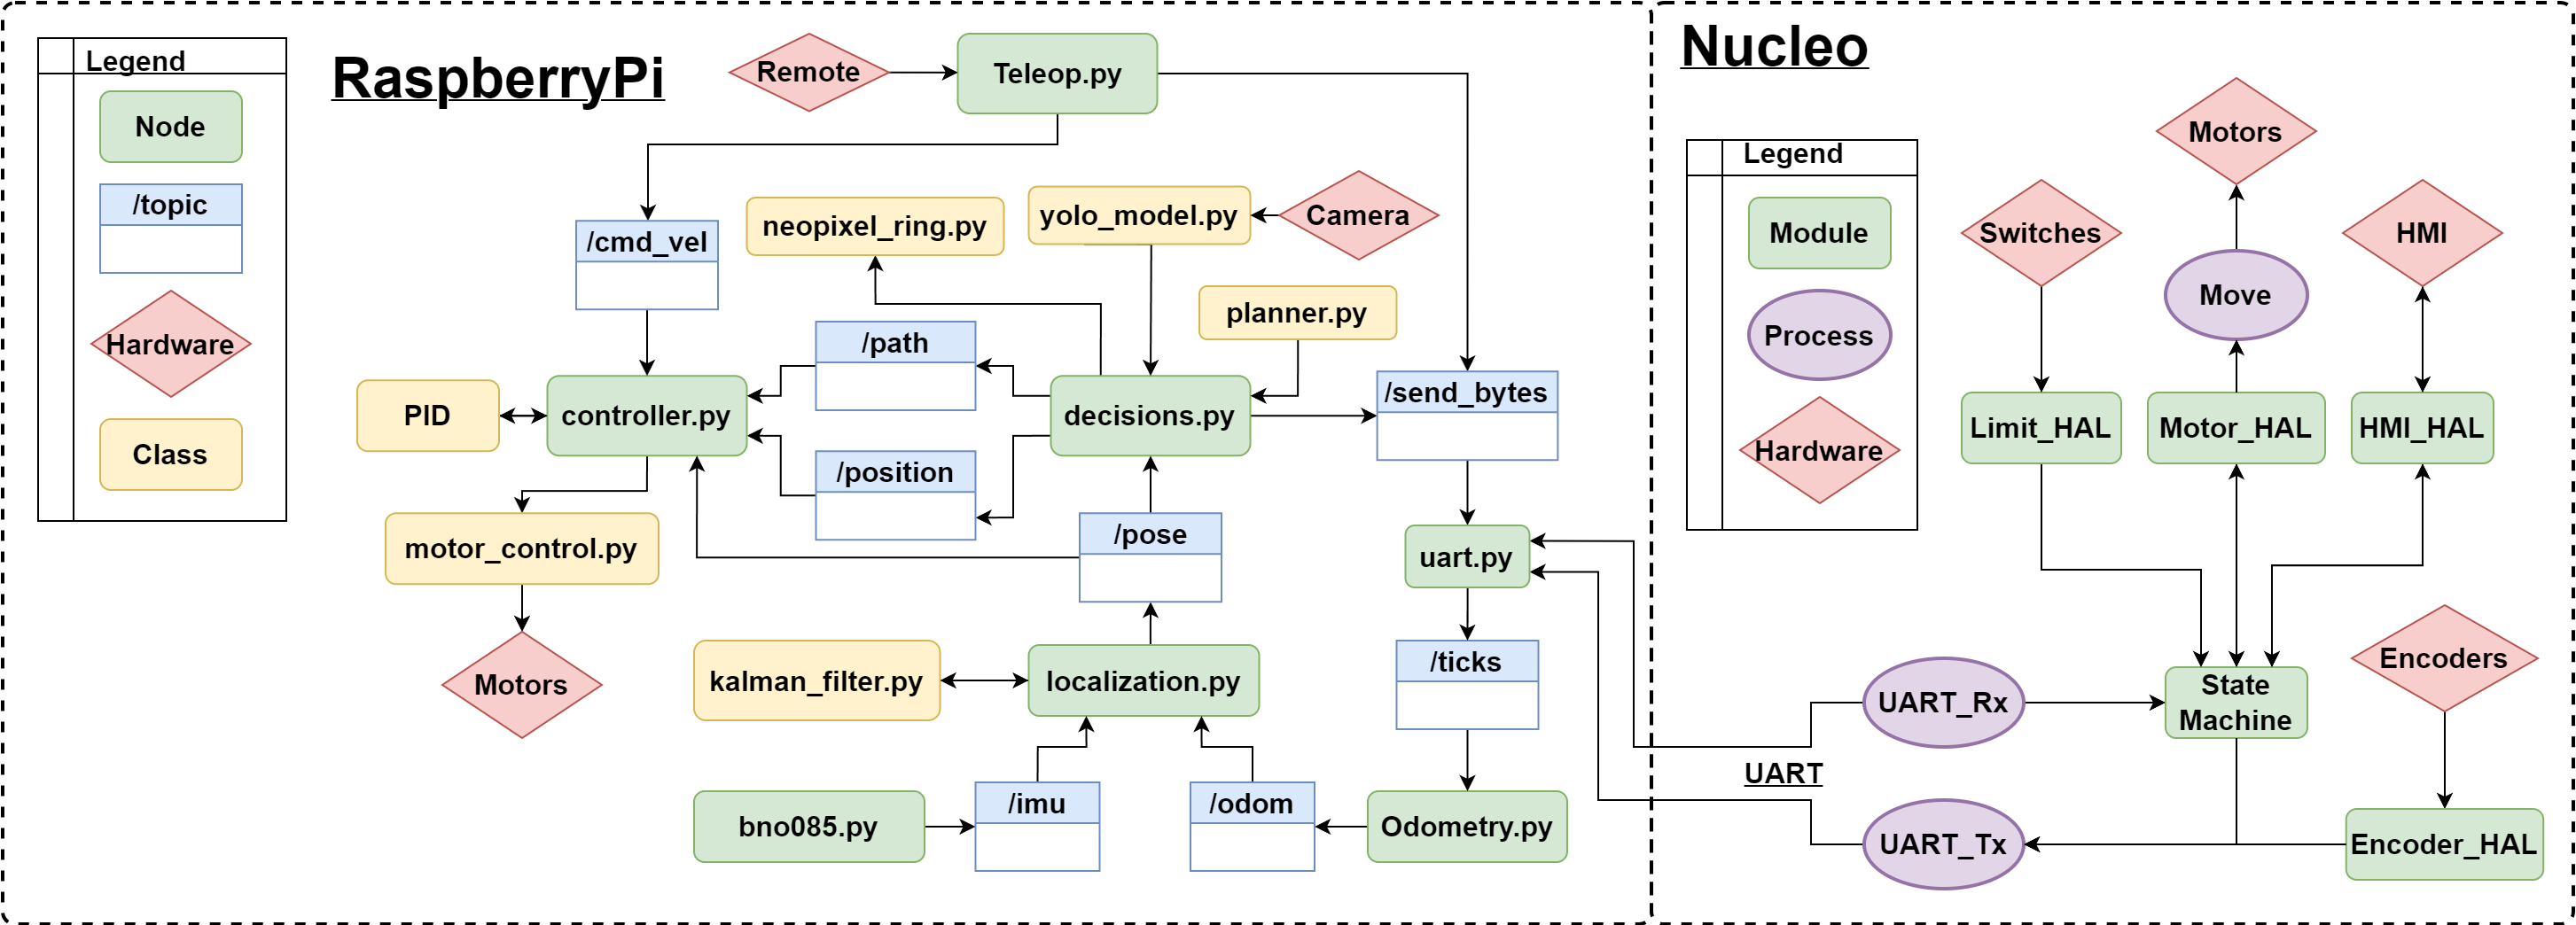 RaspberryPi
Legend
Node
/topic
Hardware
Class
Remote
Teleop.py
/cmd_vel
neopixel_ring.py
yolo_model.py
Camera
planner.py
/path
PID
controller.py
decisions.py
/send_bytes
/position
motor_control.py
/pose
uart.py
Motors
kalman_filter.py
localization.py
/ticks
bno085.py
/imu
/odom
Odometry.py
Nucleo
Legend
Module
Process
Hardware
Motors
Switches
HMI
Move
Limit_HAL
Motor_HAL
HMI_HAL
Encoders
UART_Rx
State
Machine
UART
UART_Tx
Encoder_HAL